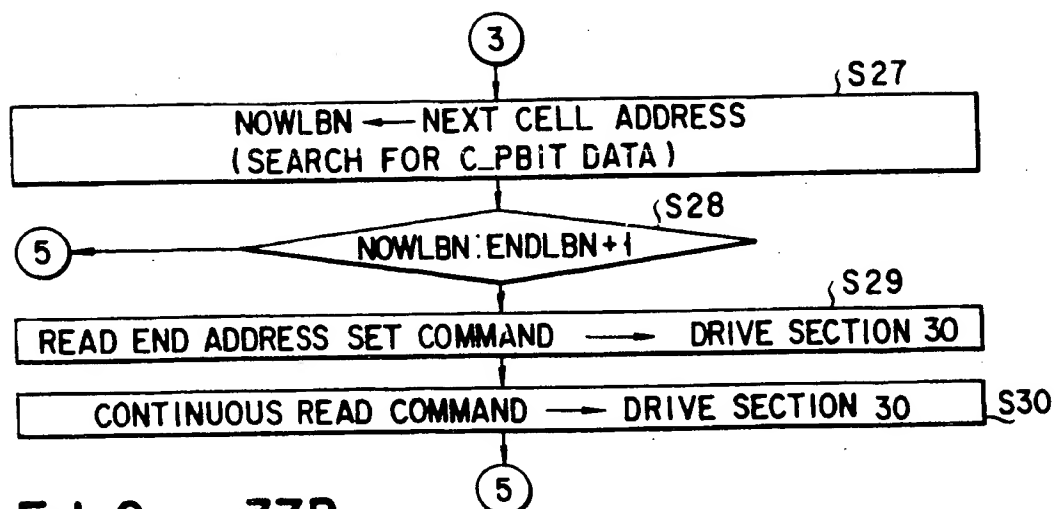 3
S27
NOWLBN ← NEXT CELL ADDRESS
(SEARCH FOR C_PBIT DATA)
S28
5
NOWLBN:ENDLBN+1
S29
READ END ADDRESS SET COMMAND → DRIVE SECTION 30
CONTINUOUS READ COMMAND → DRIVE SECTION 30
S30
5